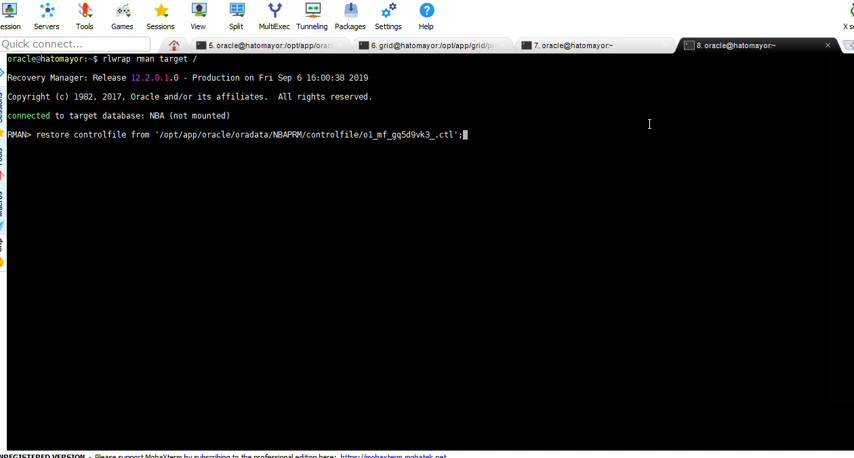 Servers Tools Games Sessions View Split MultiExec Tunneling Packages Settings Help
Quick connect...
5. oracle@hatomayor:/opt/app/orac
6. grid@hatomayor:/opt/app/grid/
7. oracle@hatomayor:~
8. oracle@hatomayor:~
oracle@hatomayor:~$ rlwrap rman target /
Recovery Manager: Release 12.2.0.1.0 - Production on Fri Sep 6 16:00:38 2019
Copyright (c) 1982, 2017, Oracle and/or its affiliates.  All rights reserved.
connected to target database: NBA (not mounted)
RMAN> restore controlfile from '/opt/app/oracle/oradata/NBAPRM/controlfile/o1_mf_gq5d9vk3_.ctl';
UNREGISTERED VERSION - Please support MobaXterm by subscribing to the professional edition here: https://mobaxterm.mobatek.net